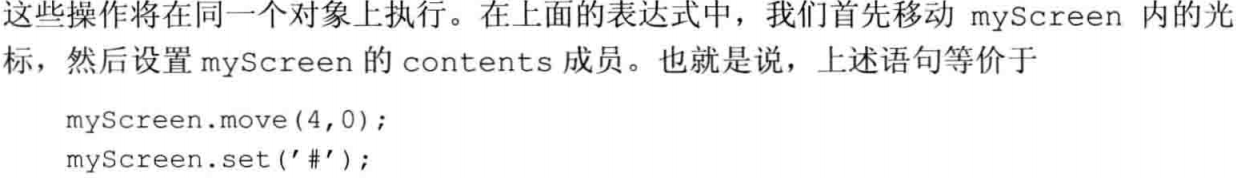 这些操作将在同一个对象上执行。在上面的表达式中，我们首先移动 myScreen 内的光
标，然后设置 myScreen 的 contents 成员。也就是说，上述语句等价于
myScreen.move(4,0);
myScreen.set('#');